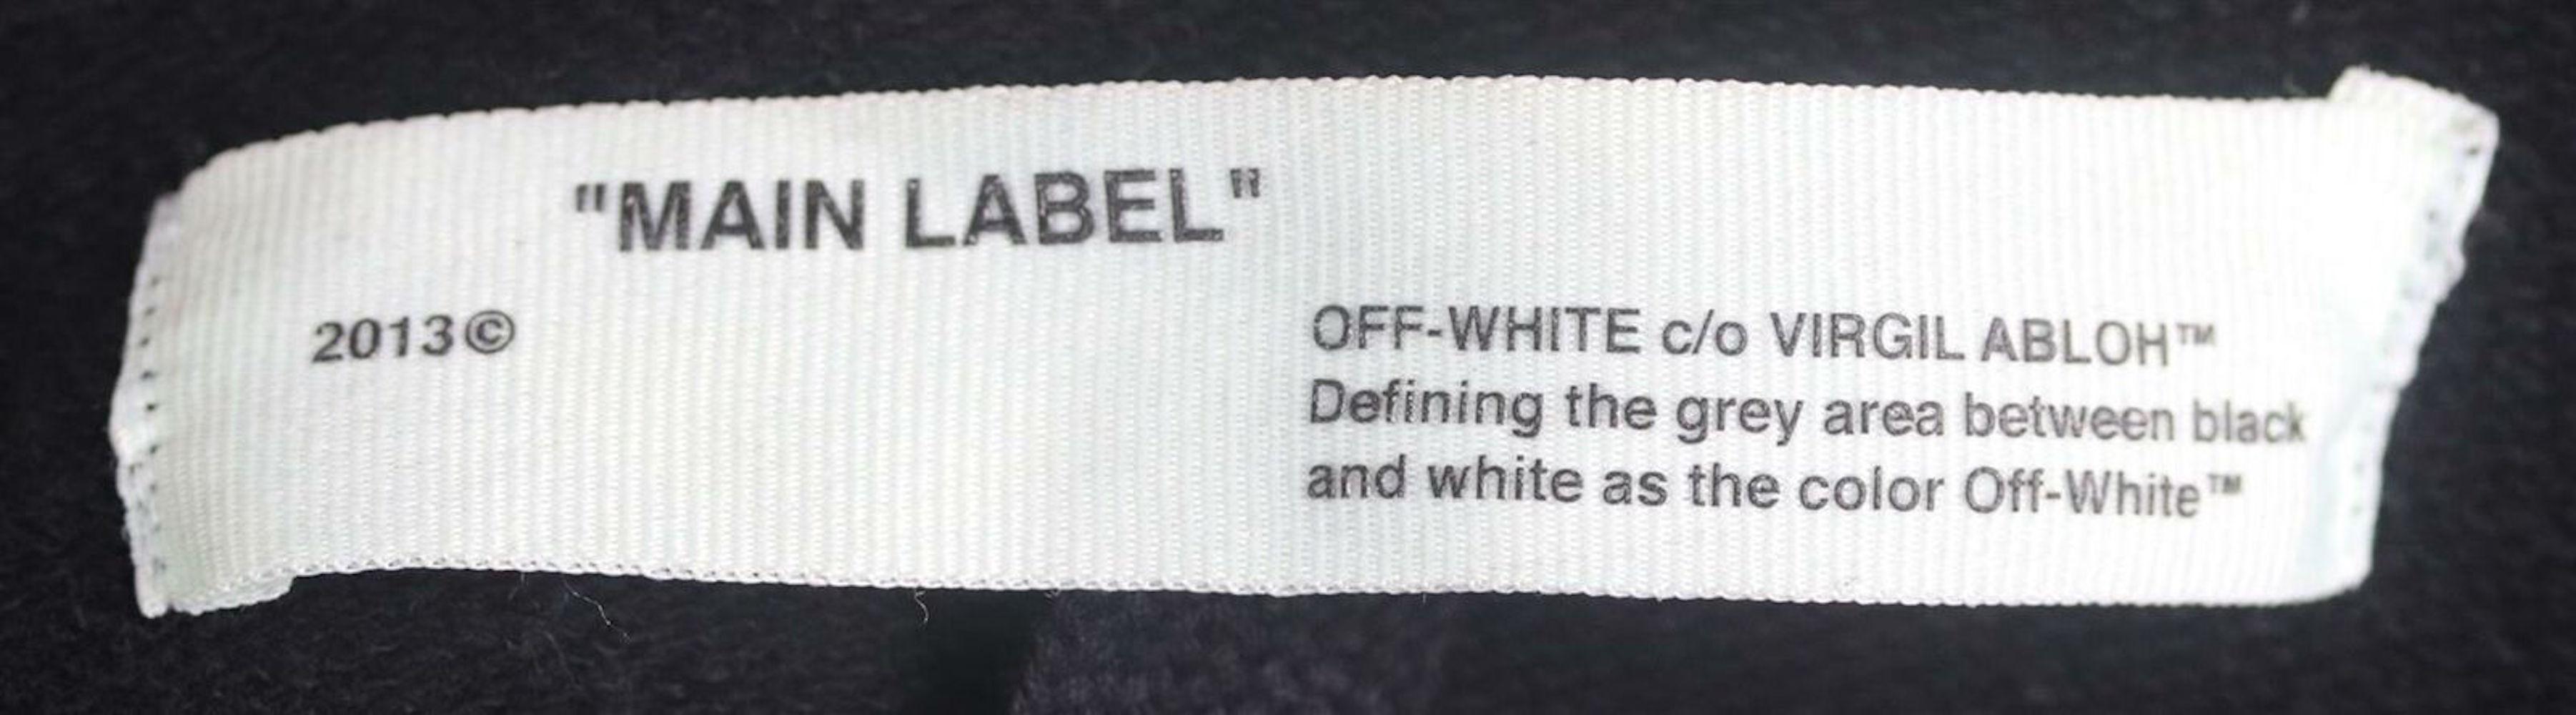 "MAIN LABEL"
2013©
OFF-WHITE c/o VIRGIL ABLOH™
Defining the grey area between black
and white as the color Off-White™